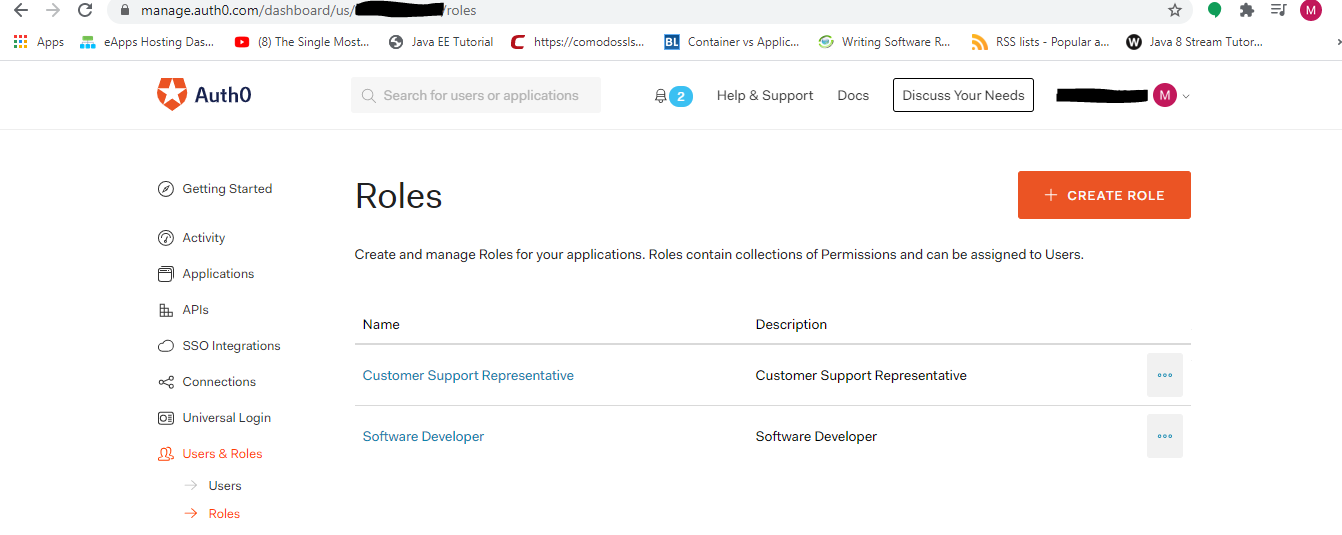 manage.auth0.com/dashboard/us/ /roles
M
Apps eApps Hosting Das... (8) The Single Most... Java EE Tutorial https://comodossls... BL Container vs Applic... Writing Software R... RSS lists - Popular a... W Java 8 Stream Tutor...
Auth0 Search for users or applications 2 Help & Support Docs Discuss Your Needs M
Getting Started
Roles
+ CREATE ROLE
Activity
Create and manage Roles for your applications. Roles contain collections of Permissions and can be assigned to Users.
Applications
APIs
Name Description
SSO Integrations
Connections
Customer Support Representative Customer Support Representative
Universal Login
Software Developer Software Developer
Users & Roles
Users
Roles